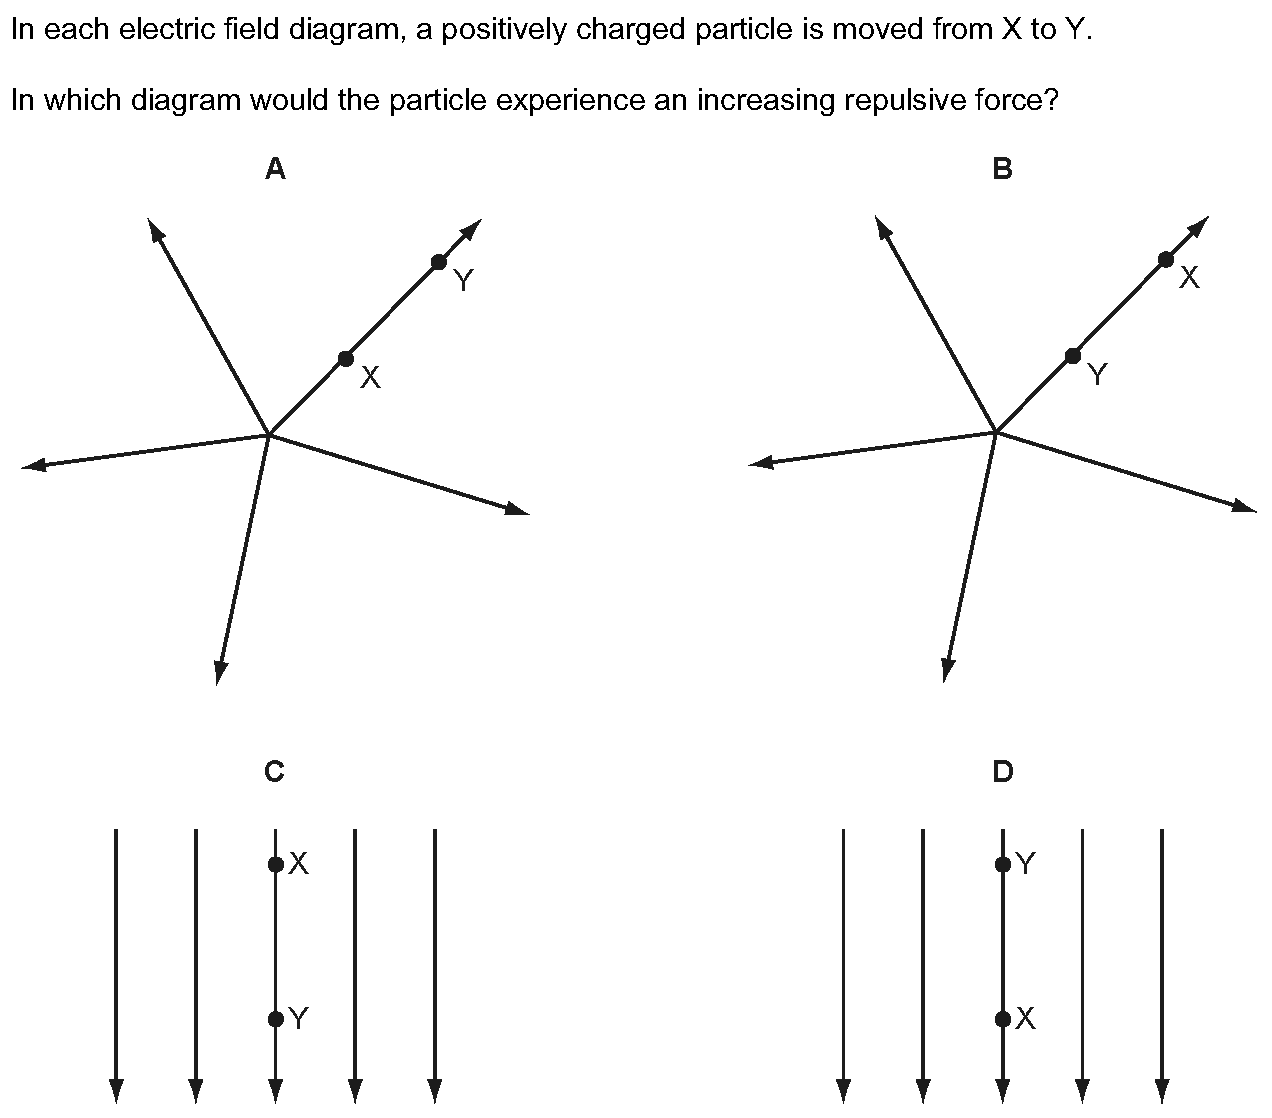 In each electric field diagram, a positively charged particle is moved from X to Y.
In which diagram would the particle experience an increasing repulsive force?
A
B
Y
X
X
Y
C
D
X
Y
Y
X